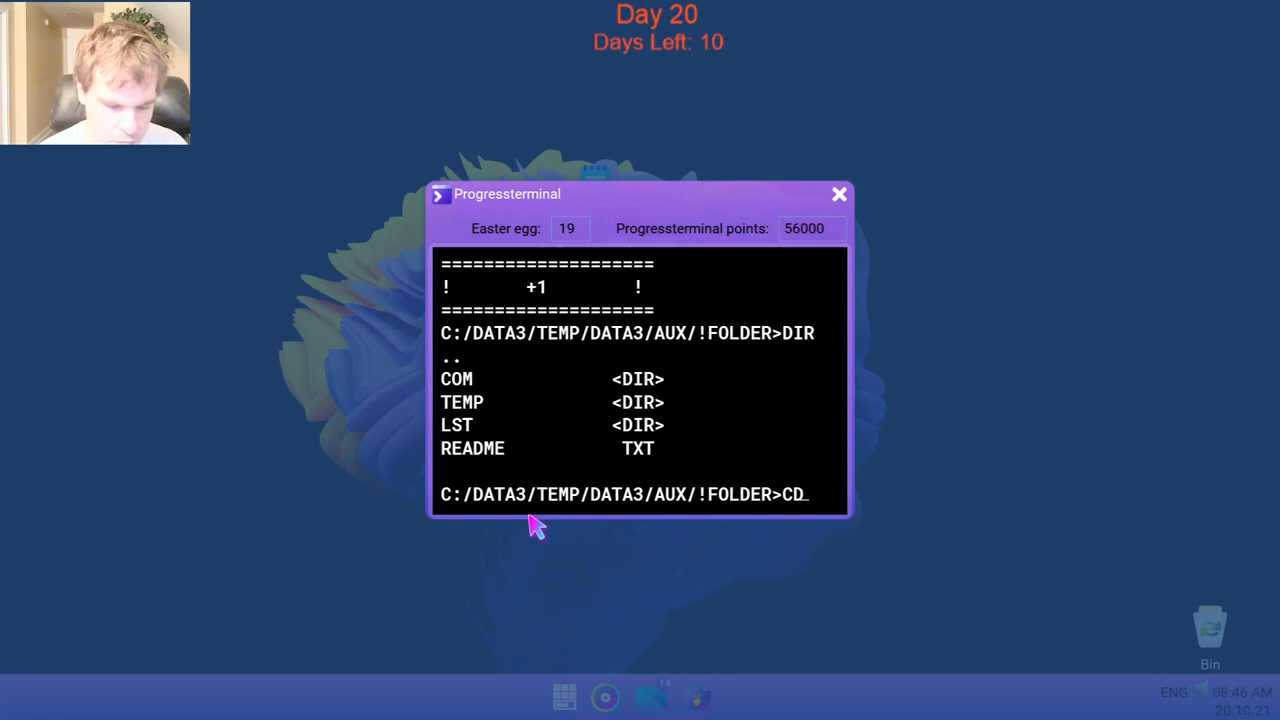 Day 20
Days Left: 10
Progressterminal
Easter egg: 19 Progressterminal points: 56000
====================
! +1 !
====================
C:/DATA3/TEMP/DATA3/AUX/!FOLDER>DIR
..
COM <DIR>
TEMP <DIR>
LST <DIR>
README TXT
C:/DATA3/TEMP/DATA3/AUX/!FOLDER>CD_
Bin
14
ENG 08:46 AM
20.10.21